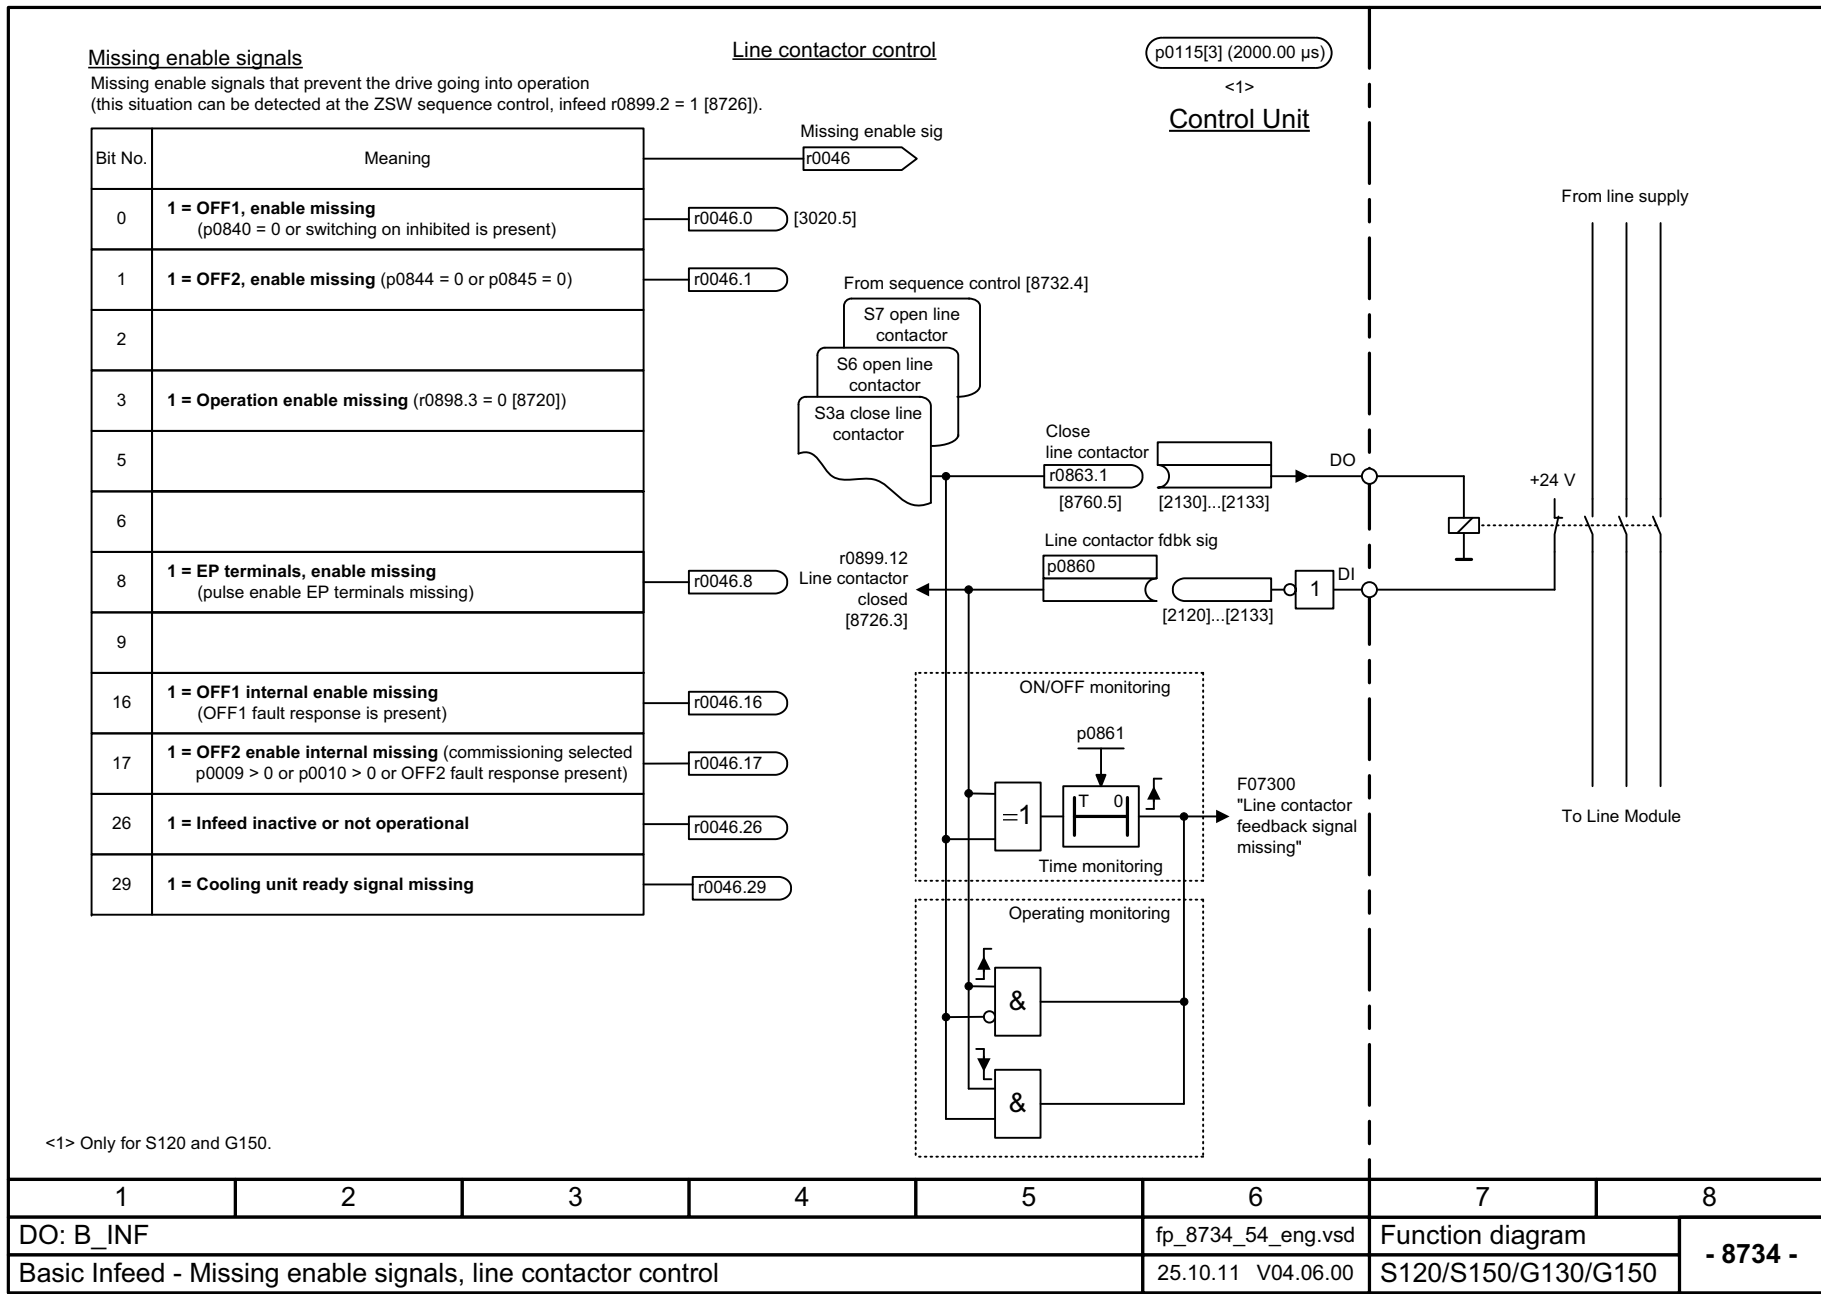 Missing enable signals
Missing enable signals that prevent the drive going into operation
(this situation can be detected at the ZSW sequence control, infeed r0899.2 = 1 [8726]).
Line contactor control
p0115[3] (2000.00 µs)
<1>
Control Unit
Bit No.
Meaning
Missing enable sig
r0046
0
1 = OFF1, enable missing
(p0840 = 0 or switching on inhibited is present)
r0046.0
[3020.5]
1
1 = OFF2, enable missing (p0844 = 0 or p0845 = 0)
r0046.1
2
3
1 = Operation enable missing (r0898.3 = 0 [8720])
5
6
8
1 = EP terminals, enable missing
(pulse enable EP terminals missing)
r0046.8
9
16
1 = OFF1 internal enable missing
(OFF1 fault response is present)
r0046.16
17
1 = OFF2 enable internal missing (commissioning selected
p0009 > 0 or p0010 > 0 or OFF2 fault response present)
r0046.17
26
1 = Infeed inactive or not operational
r0046.26
29
1 = Cooling unit ready signal missing
r0046.29
From sequence control [8732.4]
S7 open line
contactor
S6 open line
contactor
S3a close line
contactor
Close
line contactor
r0863.1
[8760.5]
[2130]...[2133]
DO
Line contactor fdbk sig
p0860
[2120]...[2133]
1
DI
r0899.12
Line contactor
closed
[8726.3]
From line supply
+24 V
To Line Module
ON/OFF monitoring
p0861
=1
T 0
Time monitoring
F07300
"Line contactor
feedback signal
missing"
Operating monitoring
&
&
<1> Only for S120 and G150.
1 2 3 4 5 6 7 8
DO: B_INF
fp_8734_54_eng.vsd
Function diagram
- 8734 -
Basic Infeed - Missing enable signals, line contactor control
25.10.11 V04.06.00
S120/S150/G130/G150